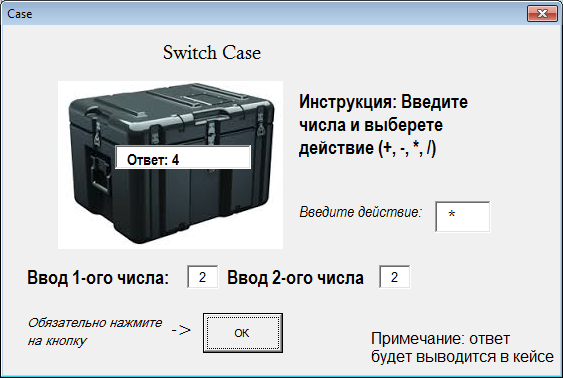 Case
Switch Case
Инструкция: Введите
числа и выберете
действие (+, -, *, /)
Ответ: 4
Введите действие:
*
Ввод 1-ого числа:
2
Ввод 2-ого числа
2
Обязательно нажмите
на кнопку
->
OK
Примечание: ответ
будет выводится в кейсе